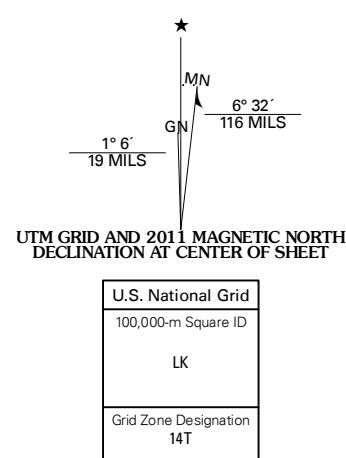 ★
MN
GN
6° 32´
116 MILS
1° 6´
19 MILS
UTM GRID AND 2011 MAGNETIC NORTH
DECLINATION AT CENTER OF SHEET
U.S. National Grid
100,000-m Square ID
LK
Grid Zone Designation
14T